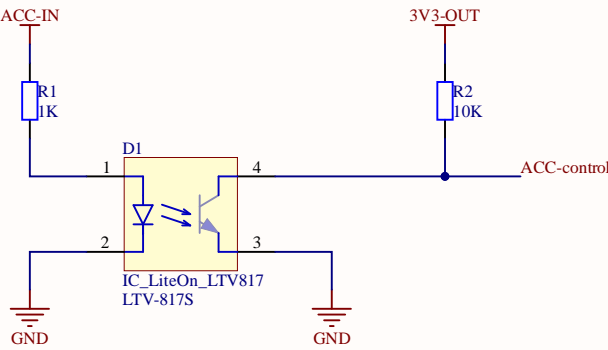 ACC-IN
3V3-OUT
R1
1K
R2
10K
D1
1
4
ACC-control
2
3
IC_LiteOn_LTV817
LTV-817S
GND
GND